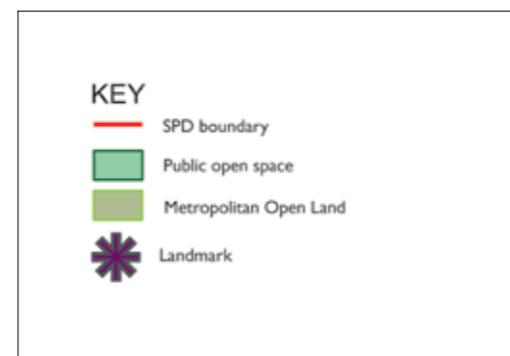 KEY
SPD boundary
Public open space
Metropolitan Open Land
Landmark